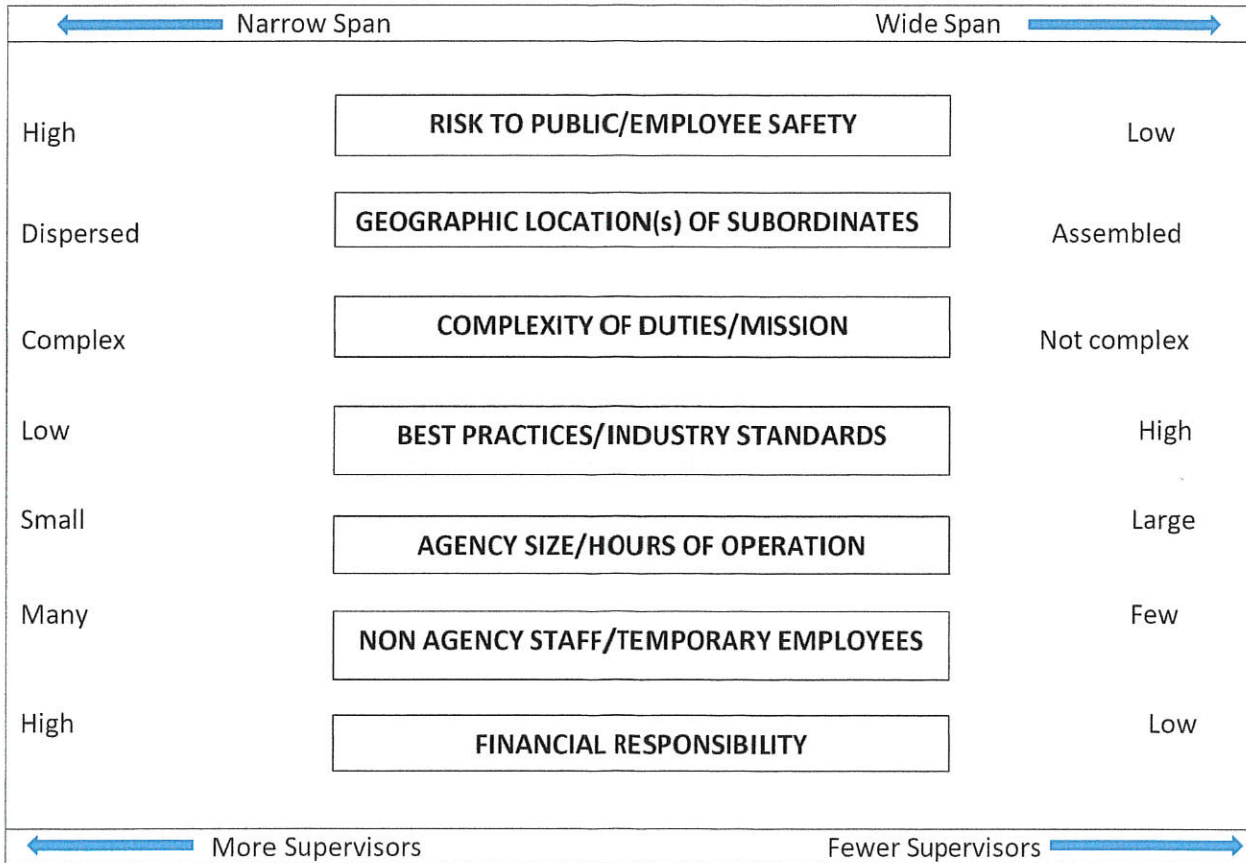 Narrow Span Wide Span
RISK TO PUBLIC/EMPLOYEE SAFETY
High Low
GEOGRAPHIC LOCATION(s) OF SUBORDINATES
Dispersed Assembled
COMPLEXITY OF DUTIES/MISSION
Complex Not complex
Low BEST PRACTICES/INDUSTRY STANDARDS High
Small Large
AGENCY SIZE/HOURS OF OPERATION
Many Few
NON AGENCY STAFF/TEMPORARY EMPLOYEES
High Low
FINANCIAL RESPONSIBILITY
More Supervisors Fewer Supervisors